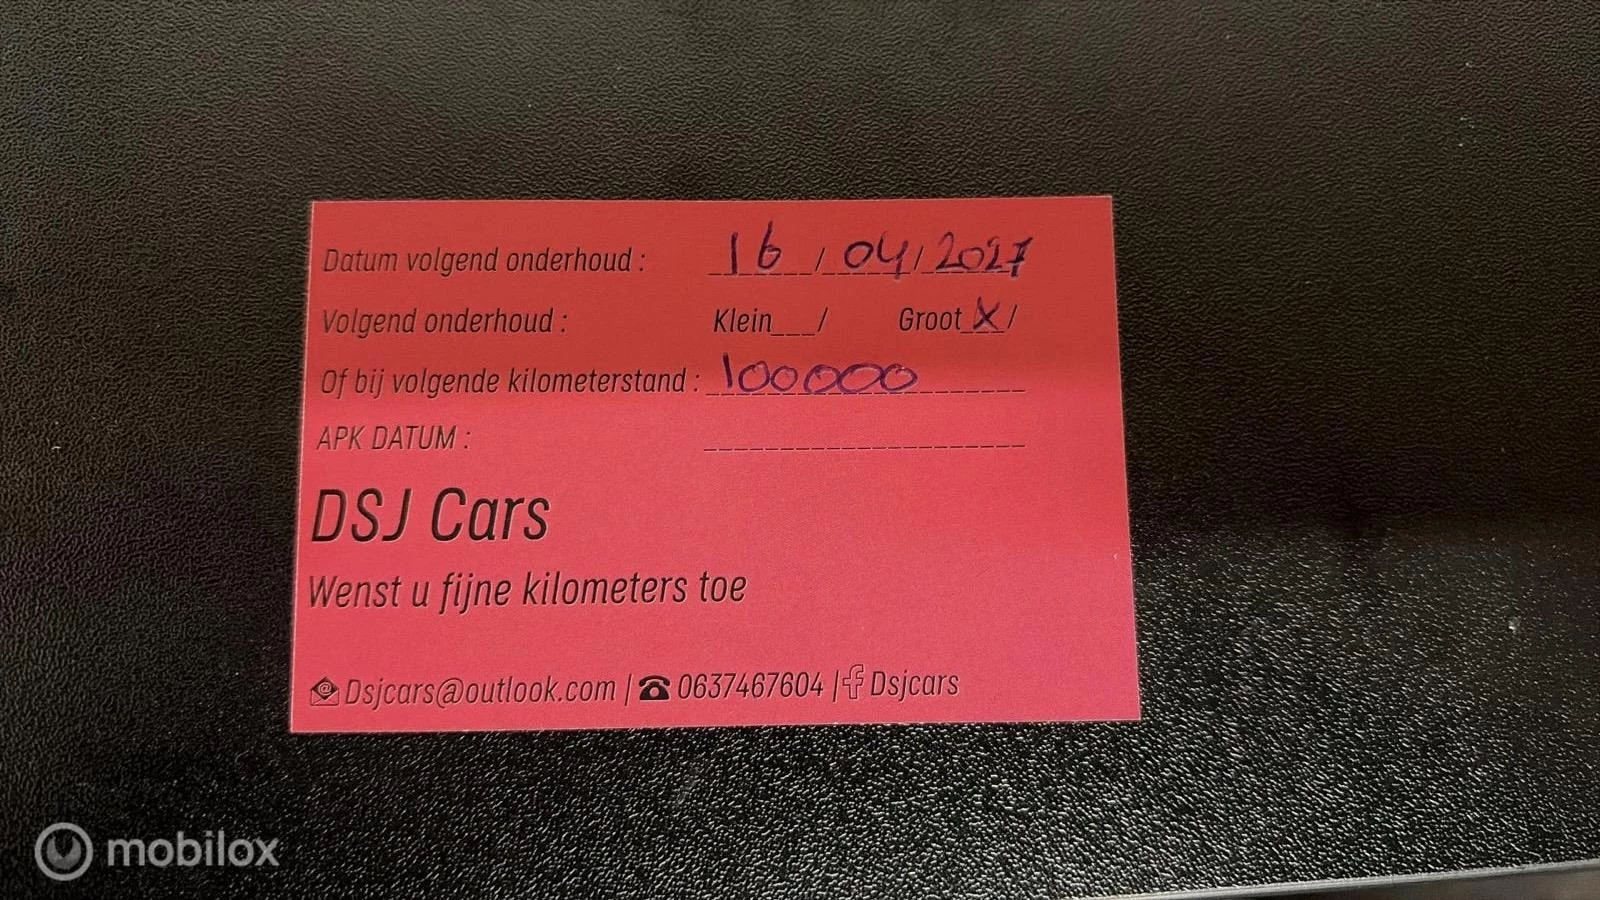 Datum volgend onderhoud : 16 / 04 / 2027
Volgend onderhoud : Klein___/ Groot X /
Of bij volgende kilometerstand : 100000
APK DATUM : _____________________
DSJ Cars
Wenst u fijne kilometers toe
Dsjcars@outlook.com | 0637467604 | Dsjcars
mobilox